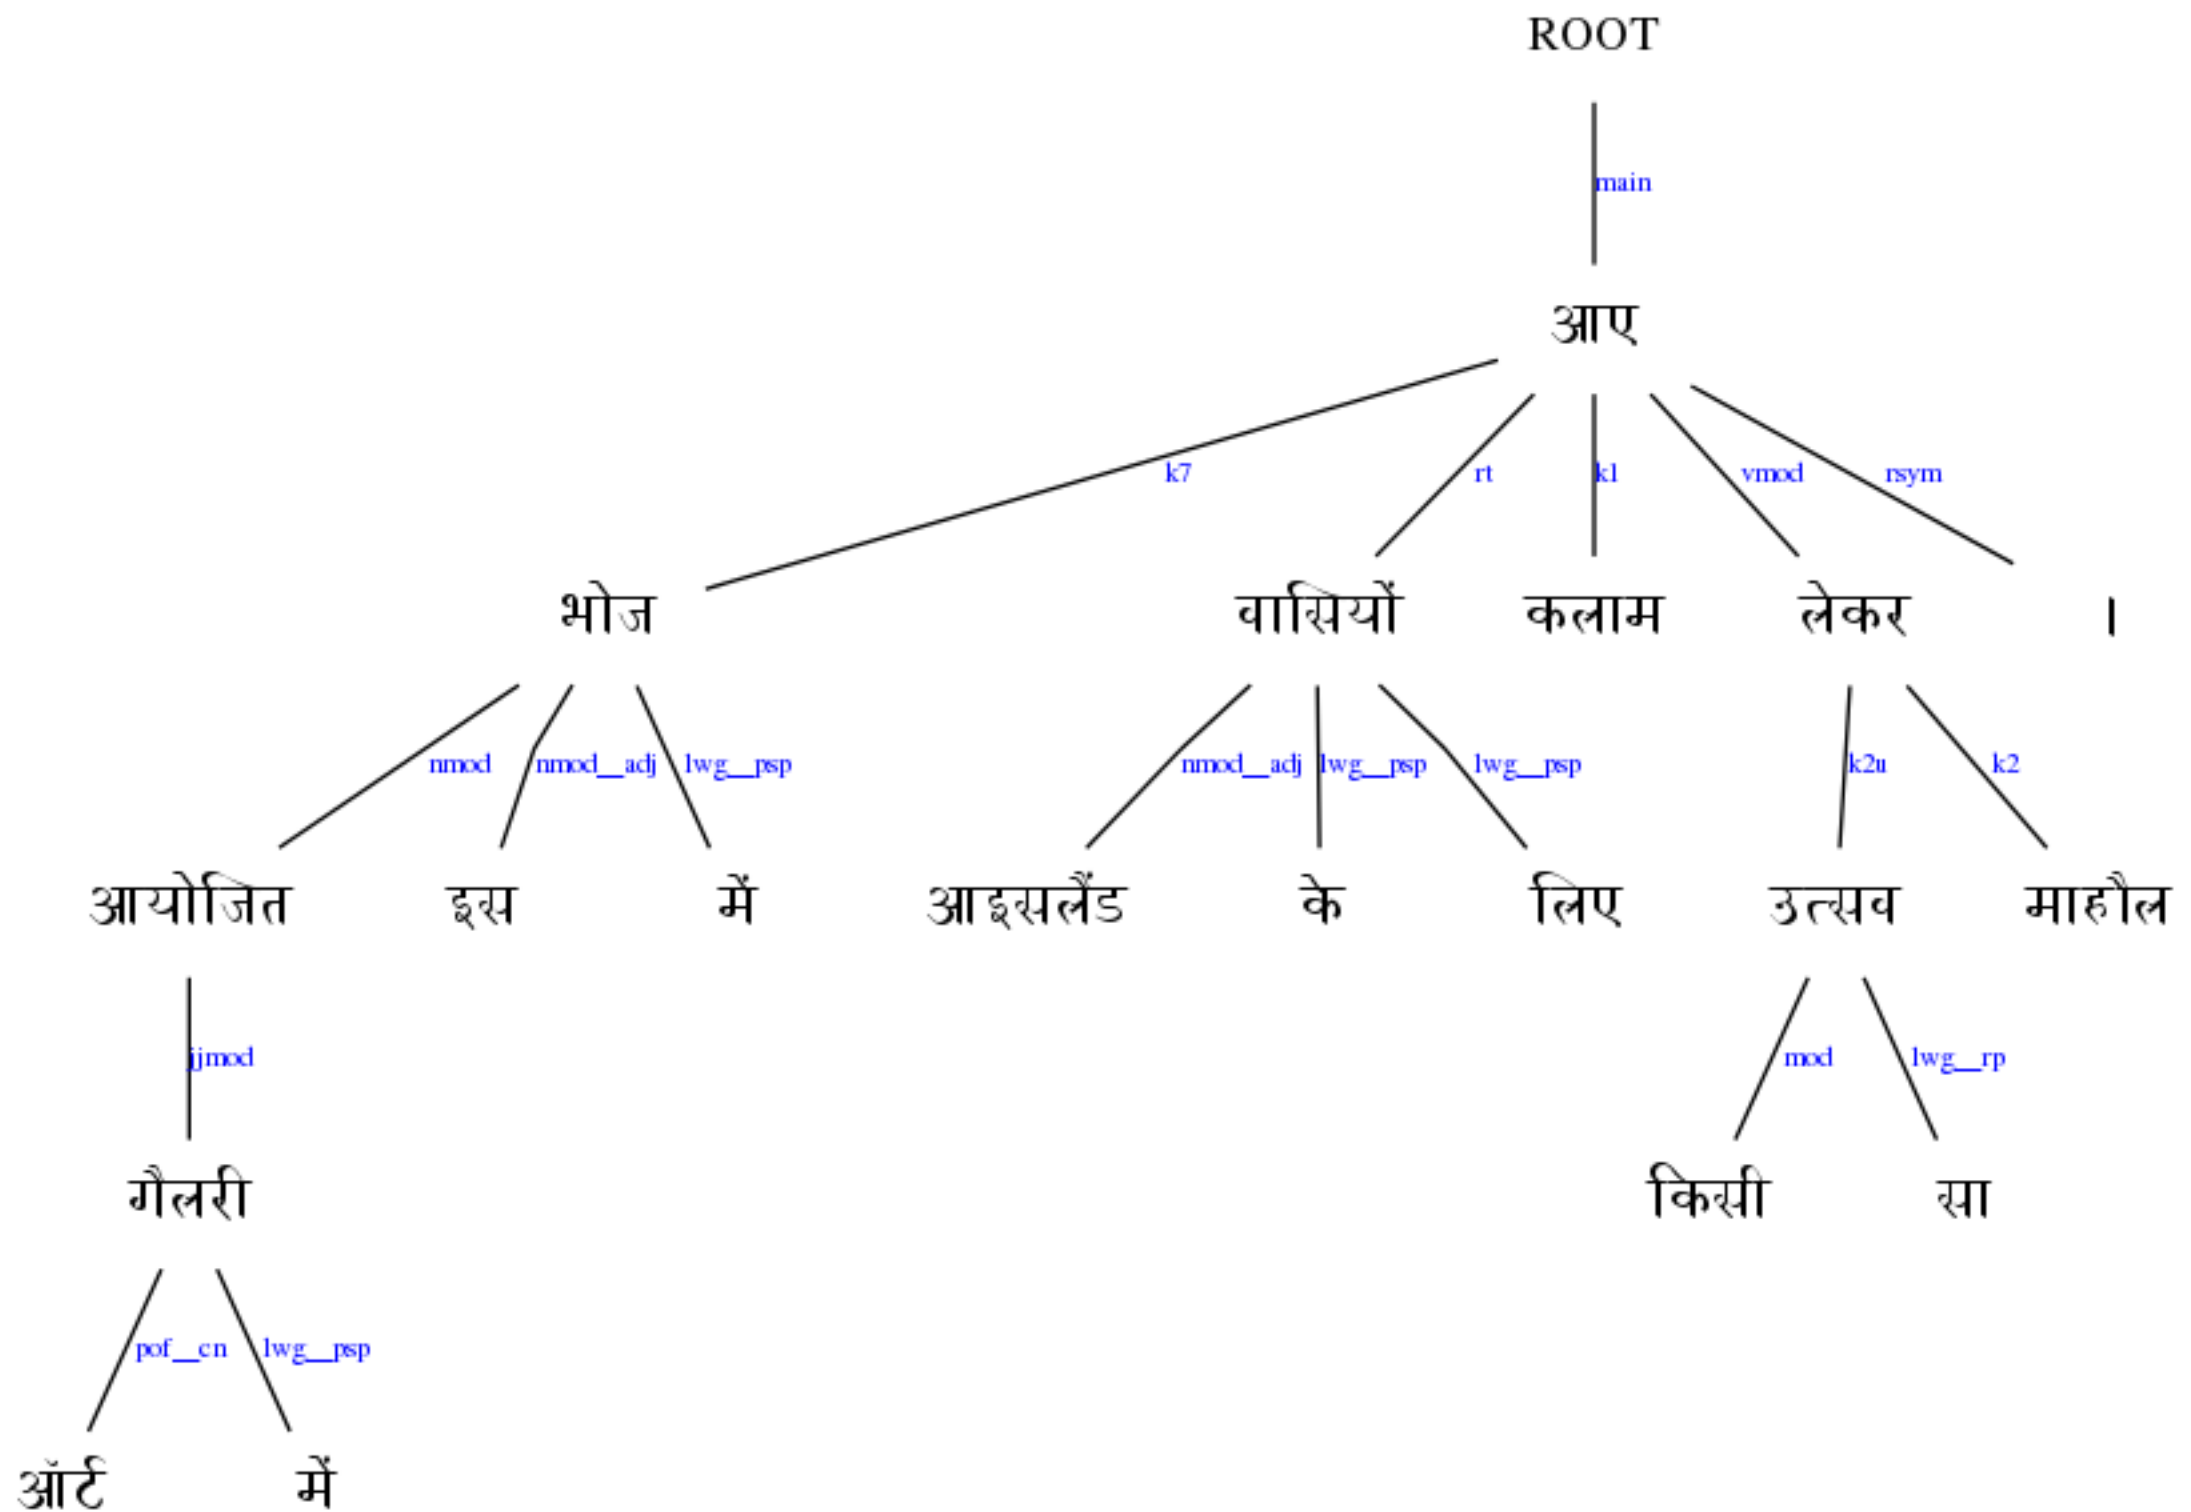 ROOT
main
आए
k7 rt k1 vmod rsym
भोज वासियों कलाम लेकर ।
nmod nmod__adj lwg__psp nmod__adj lwg__psp lwg__psp k2u k2
आयोजित इस में आइसलैंड के लिए उत्सव माहौल
jjmod mod lwg__rp
गैलरी किसी सा
pof__cn lwg__psp
ऑर्ट में